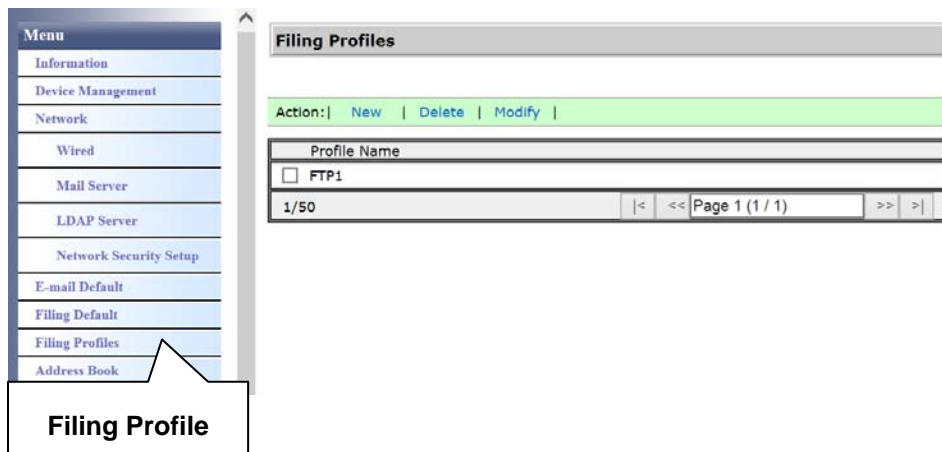 Menu
Information
Device Management
Network
Wired
Mail Server
LDAP Server
Network Security Setup
E-mail Default
Filing Default
Filing Profiles
Address Book
Filing Profile
Filing Profiles
Action:| New | Delete | Modify |
Profile Name
FTP1
1/50 |< << Page 1 (1 / 1) >> >|